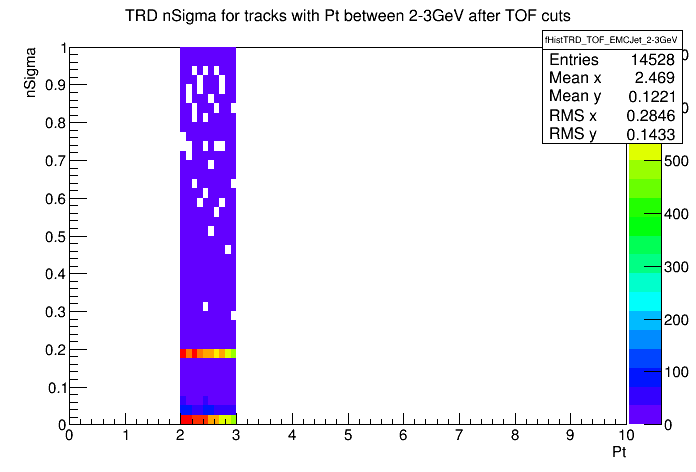 TRD nSigma for tracks with Pt between 2-3GeV after TOF cuts
fHistTRD_TOF_EMCJet_2-3GeV
Entries 14528
Mean x 2.469
Mean y 0.1221
RMS x 0.2846
RMS y 0.1433
nSigma
1
0.9
0.8
0.7
0.6
0.5
0.4
0.3
0.2
0.1
0
0 1 2 3 4 5 6 7 8 9 10
Pt
500
400
300
200
100
0